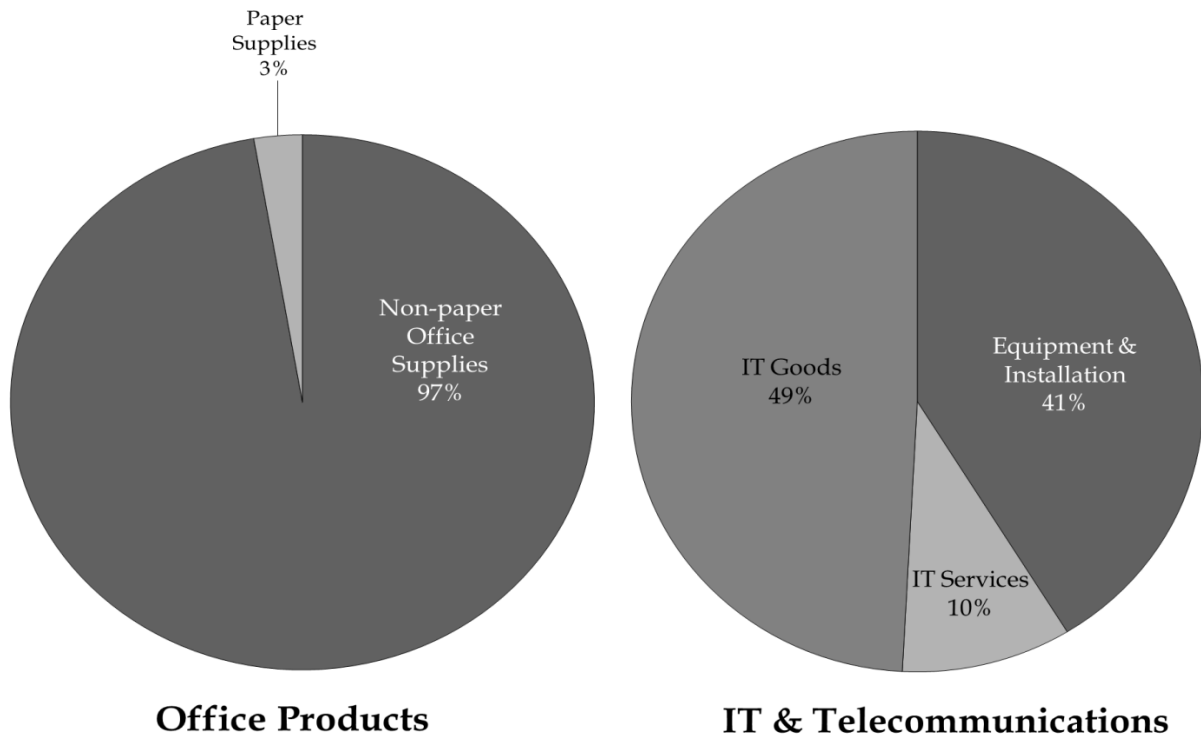 Paper
Supplies
3%
Non-paper
Office
Supplies
97%
Office Products
IT Goods
49%
Equipment &
Installation
41%
IT Services
10%
IT & Telecommunications